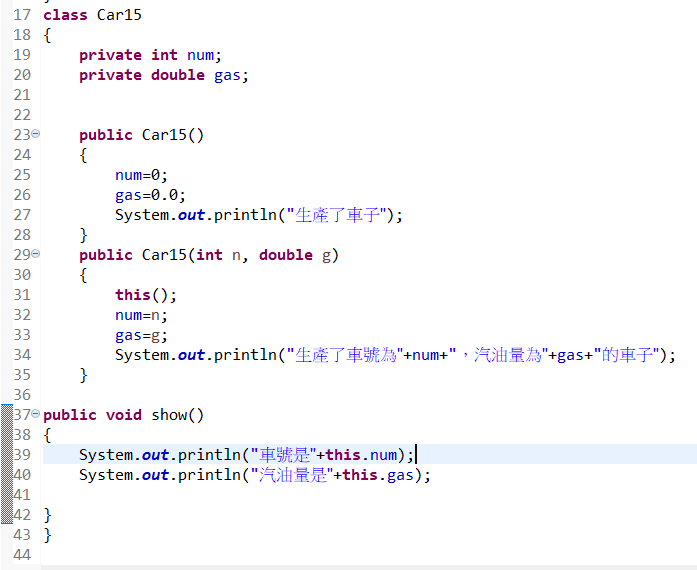 17 class Car15
18 {
19     private int num;
20     private double gas;
21
22
23     public Car15()
24     {
25         num=0;
26         gas=0.0;
27         System.out.println("生產了車子");
28     }
29     public Car15(int n, double g)
30     {
31         this();
32         num=n;
33         gas=g;
34         System.out.println("生產了車號為"+num+"，汽油量為"+gas+"的車子");
35     }
36
37 public void show()
38 {
39     System.out.println("車號是"+this.num);
40     System.out.println("汽油量是"+this.gas);
41
42 }
43 }
44